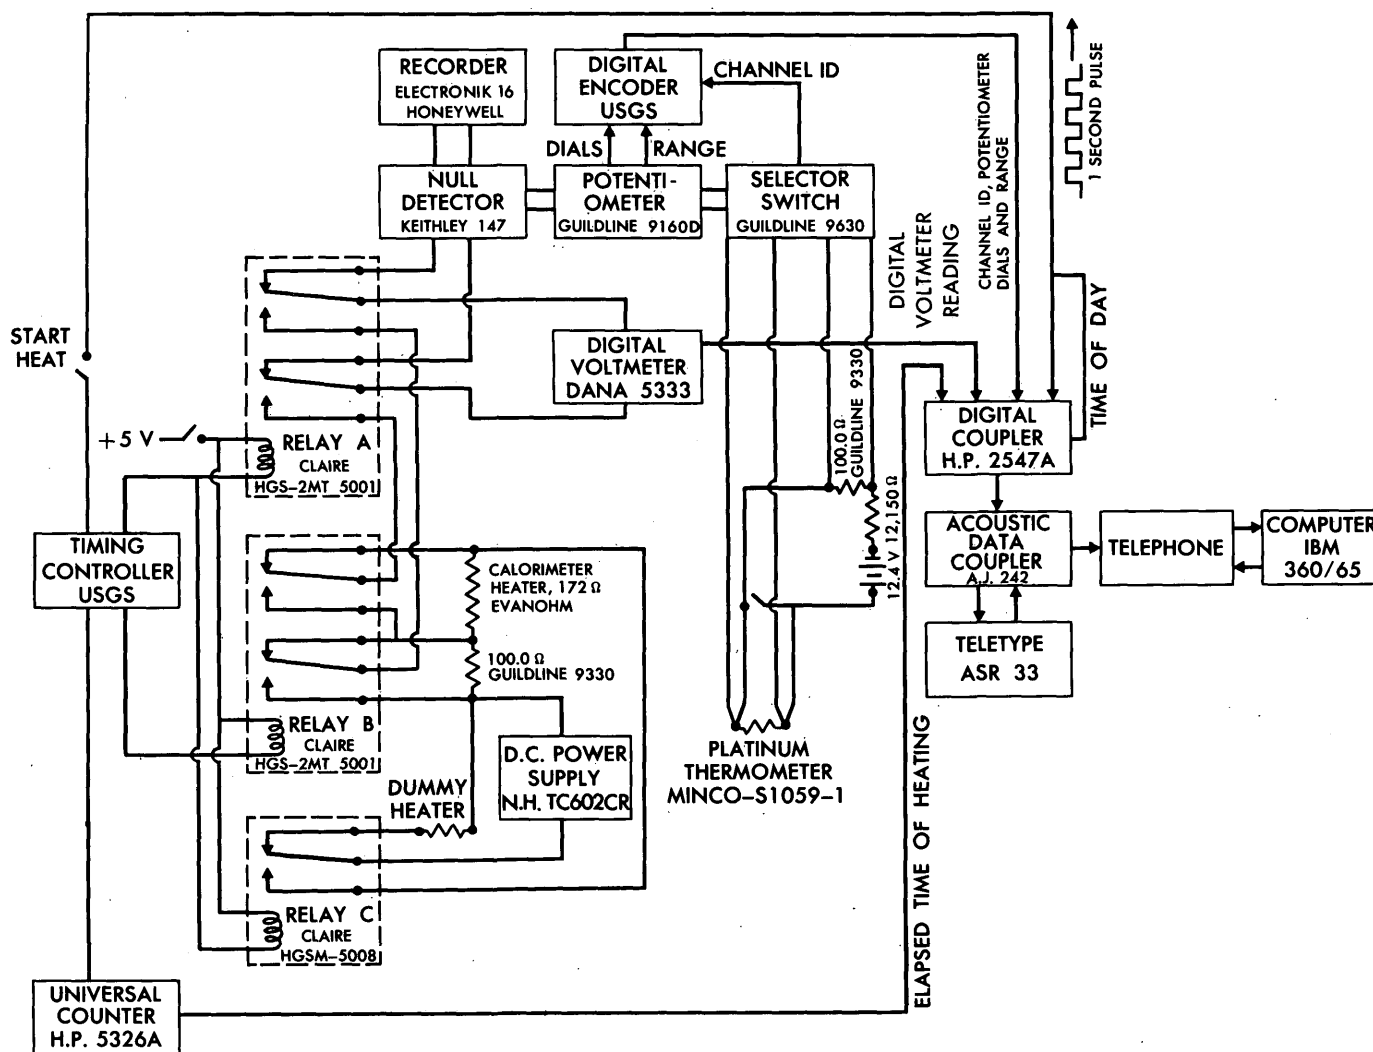 RECORDER
ELECTRONIK 16
HONEYWELL
DIGITAL
ENCODER
USGS
CHANNEL ID
1 SECOND PULSE
DIALS
RANGE
NULL
DETECTOR
KEITHLEY 147
POTENTI-
OMETER
GUILDLINE 9160D
SELECTOR
SWITCH
GUILDLINE 9630
CHANNEL ID, POTENTIOMETER
DIALS AND RANGE
DIGITAL
VOLTMETER
READING
TIME OF DAY
START
HEAT
DIGITAL
VOLTMETER
DANA 5333
100.0 Ω
GUILDLINE 9330
DIGITAL
COUPLER
H.P. 2547A
+5 V
RELAY A
CLAIRE
HGS-2MT 5001
12.4 V 12,150 Ω
TIMING
CONTROLLER
USGS
CALORIMETER
HEATER, 172 Ω
EVANOHM
ACOUSTIC
DATA
COUPLER
A.J. 242
TELEPHONE
COMPUTER
IBM
360/65
TELETYPE
ASR 33
100.0 Ω
GUILDLINE 9330
RELAY B
CLAIRE
HGS-2MT 5001
D.C. POWER
SUPPLY
N.H. TC602CR
PLATINUM
THERMOMETER
MINCO-S1059-1
DUMMY
HEATER
ELAPSED TIME OF HEATING
RELAY C
CLAIRE
HGSM-5008
UNIVERSAL
COUNTER
H.P. 5326A